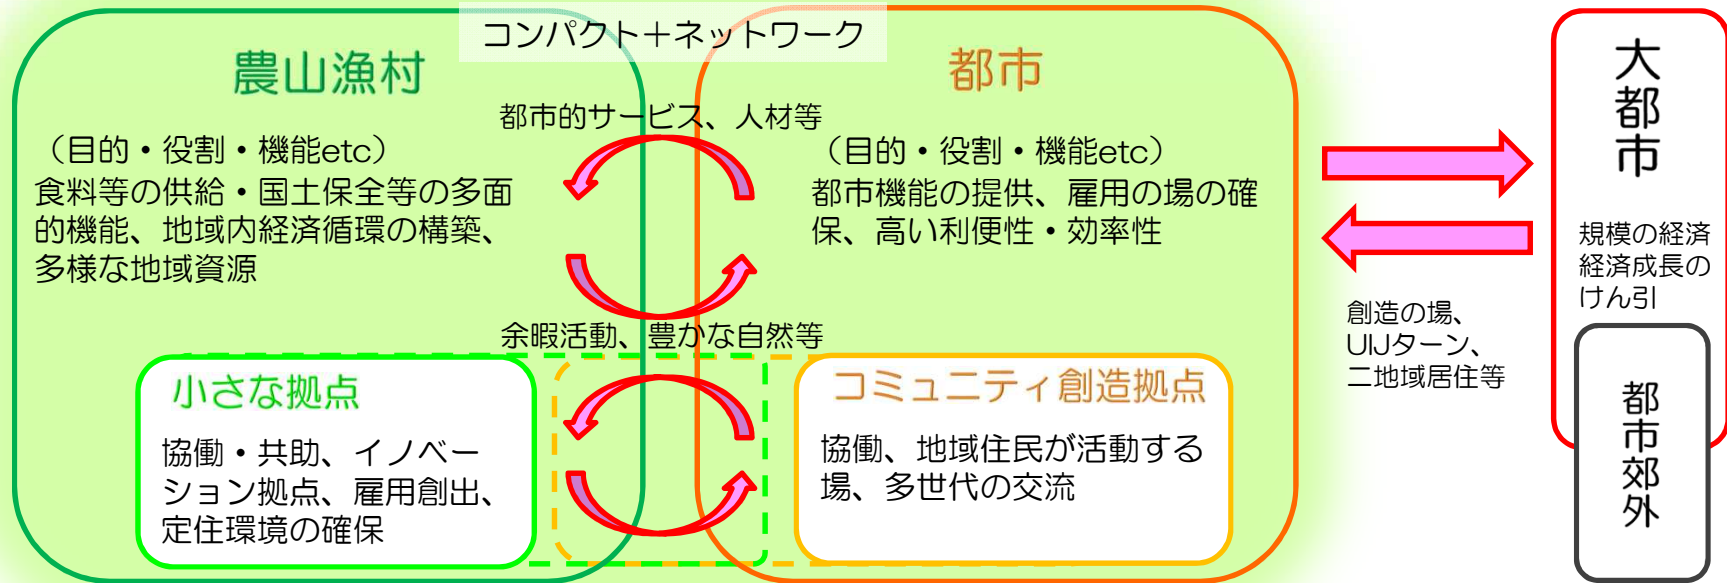 コンパクト＋ネットワーク
農山漁村
（目的・役割・機能etc）
食料等の供給・国土保全等の多面
的機能、地域内経済循環の構築、
多様な地域資源
都市的サービス、人材等
余暇活動、豊かな自然等
都市
（目的・役割・機能etc）
都市機能の提供、雇用の場の確
保、高い利便性・効率性
小さな拠点
協働・共助、イノベー
ション拠点、雇用創出、
定住環境の確保
コミュニティ創造拠点
協働、地域住民が活動する
場、多世代の交流
創造の場、
UIJターン、
二地域居住等
大都市
規模の経済
経済成長の
けん引
都市郊外